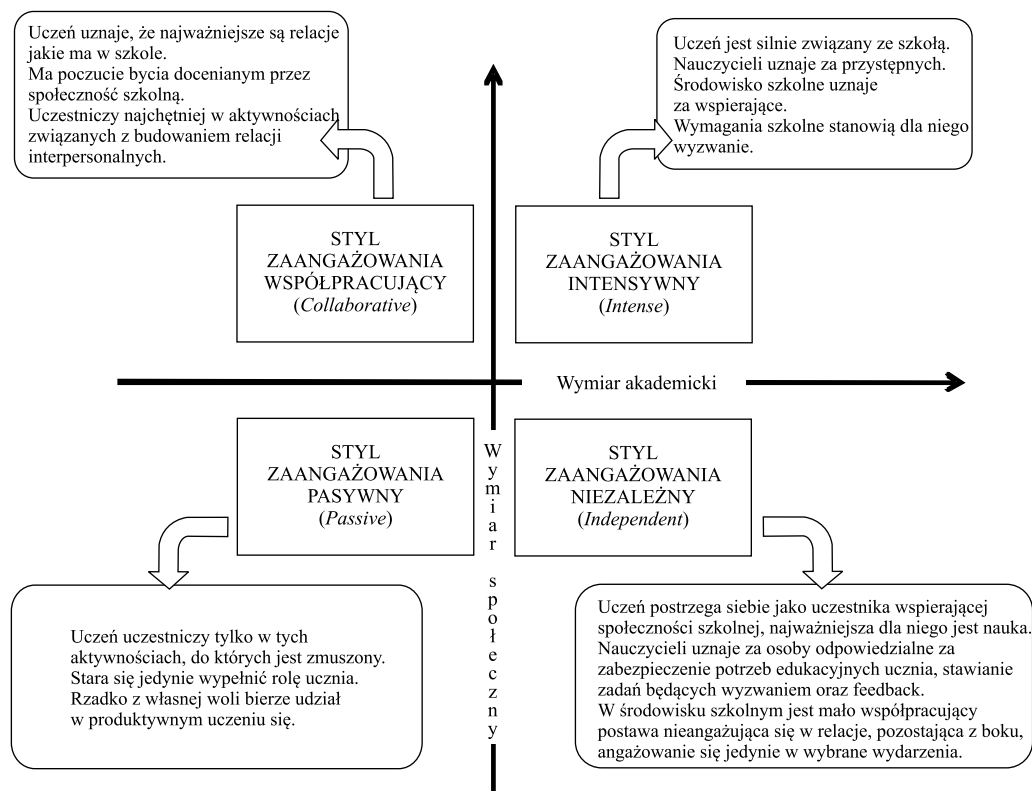 Uczeń uznaje, że najważniejsze są relacje
jakie ma w szkole.
Ma poczucie bycia docenianym przez
społeczność szkolną.
Uczestniczy najchętniej w aktywnościach
związanych z budowaniem relacji
interpersonalnych.
Uczeń jest silnie związany ze szkołą.
Nauczycieli uznaje za przystępnych.
Środowisko szkolne uznaje
za wspierające.
Wymagania szkolne stanowią dla niego
wyzwanie.
STYL
ZAANGAŻOWANIA
WSPÓŁPRACUJĄCY
(Collaborative)
STYL
ZAANGAŻOWANIA
INTENSYWNY
(Intense)
Wymiar akademicki
STYL
ZAANGAŻOWANIA
PASYWNY
(Passive)
Wymiar społeczny
STYL
ZAANGAŻOWANIA
NIEZALEŻNY
(Independent)
Uczeń uczestniczy tylko w tych
aktywnościach, do których jest zmuszony.
Stara się jedynie wypełnić rolę ucznia.
Rzadko z własnej woli bierze udział
w produktywnym uczeniu się.
Uczeń postrzega siebie jako uczestnika wspierającej
społeczności szkolnej, najważniejsza dla niego jest nauka.
Nauczycieli uznaje za osoby odpowiedzialne za
zabezpieczenie potrzeb edukacyjnych ucznia, stawianie
zadań będących wyzwaniem oraz feedback.
W środowisku szkolnym jest mało współpracujący
postawa nieangażująca się w relacje, pozostająca z boku,
angażowanie się jedynie w wybrane wydarzenia.